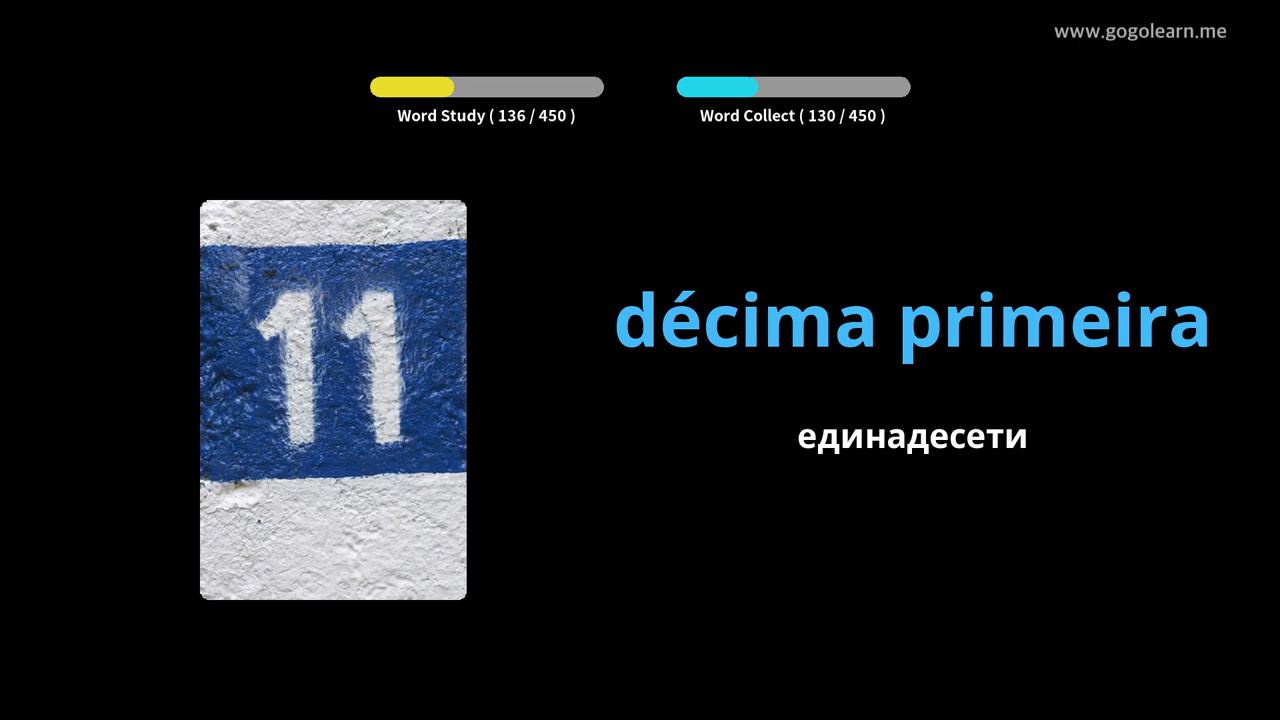 www.gogolearn.me
Word Study ( 136 / 450 )
Word Collect ( 130 / 450 )
11
décima primeira
единадесети